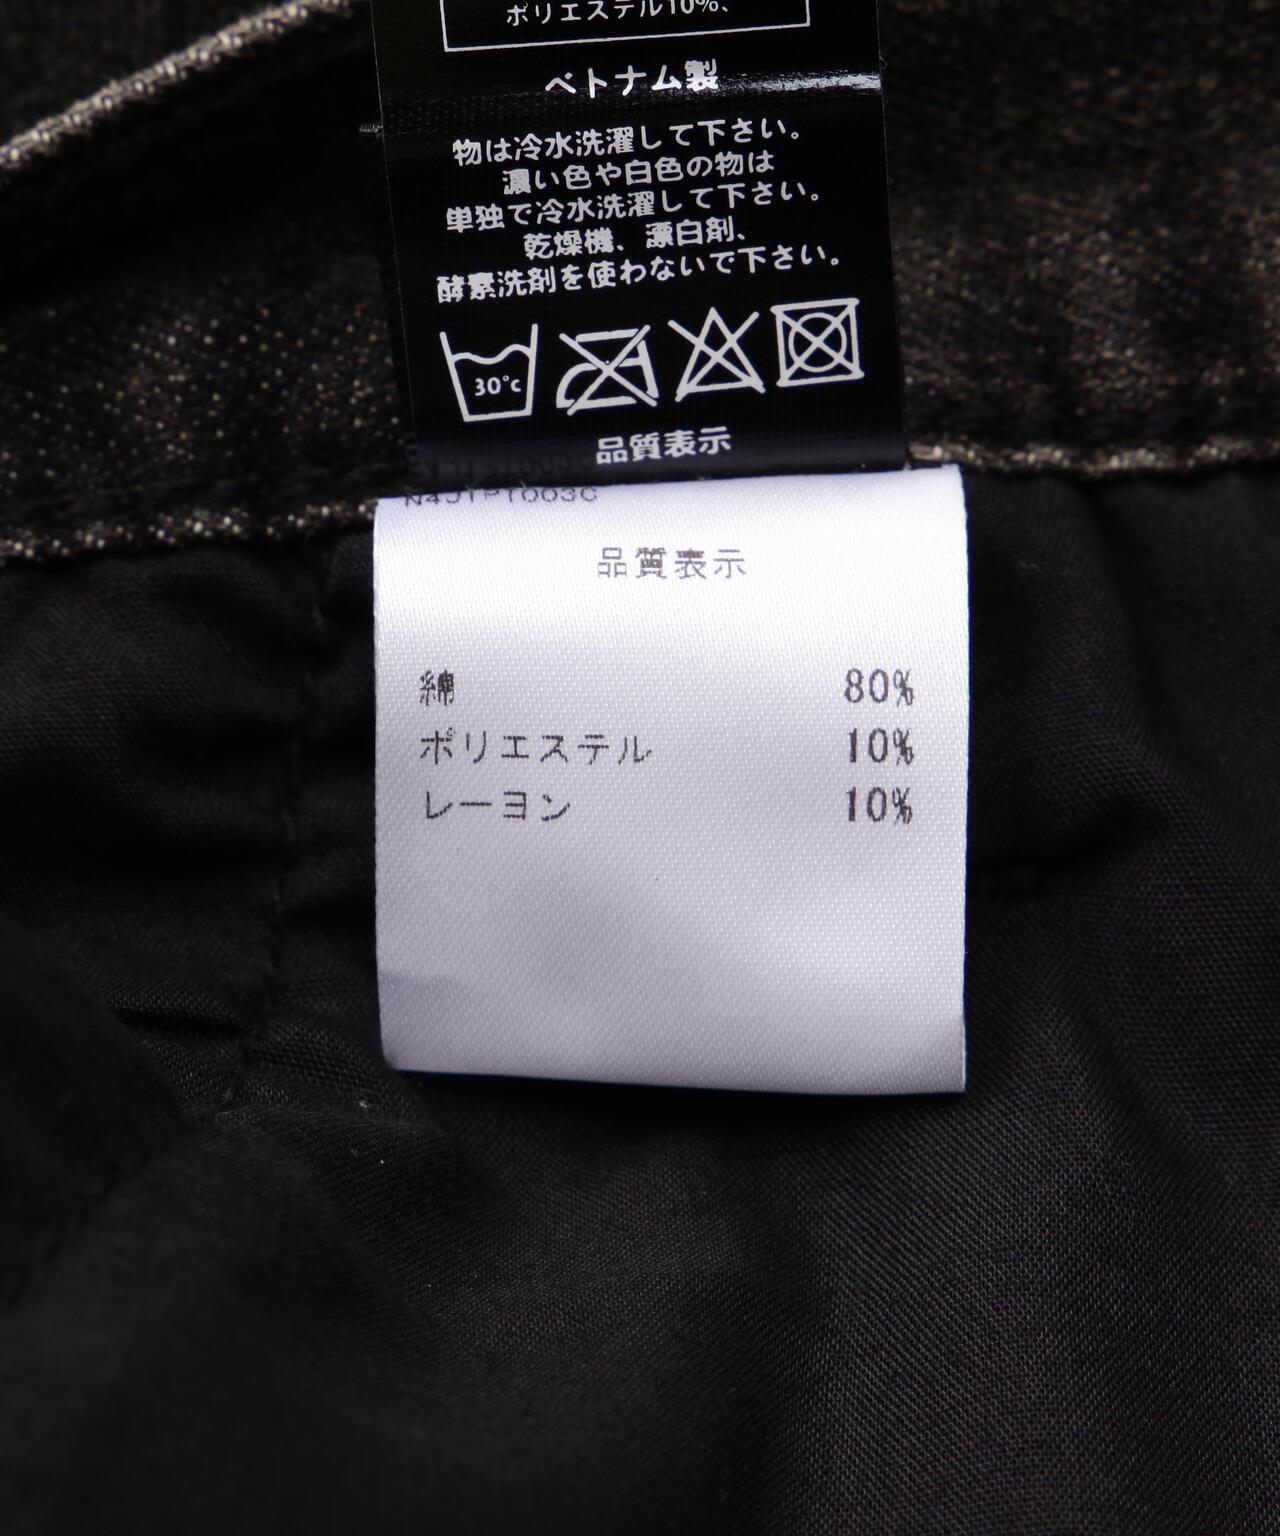 ポリエステル10%、
ベトナム製
物は冷水洗濯して下さい。
濃い色や白色の物は
単独で冷水洗濯して下さい。
乾燥機、漂白剤、
酵素洗剤を使わないで下さい。
30°c
品質表示
N4J1PT003C
品質表示
綿 80%
ポリエステル 10%
レーヨン 10%